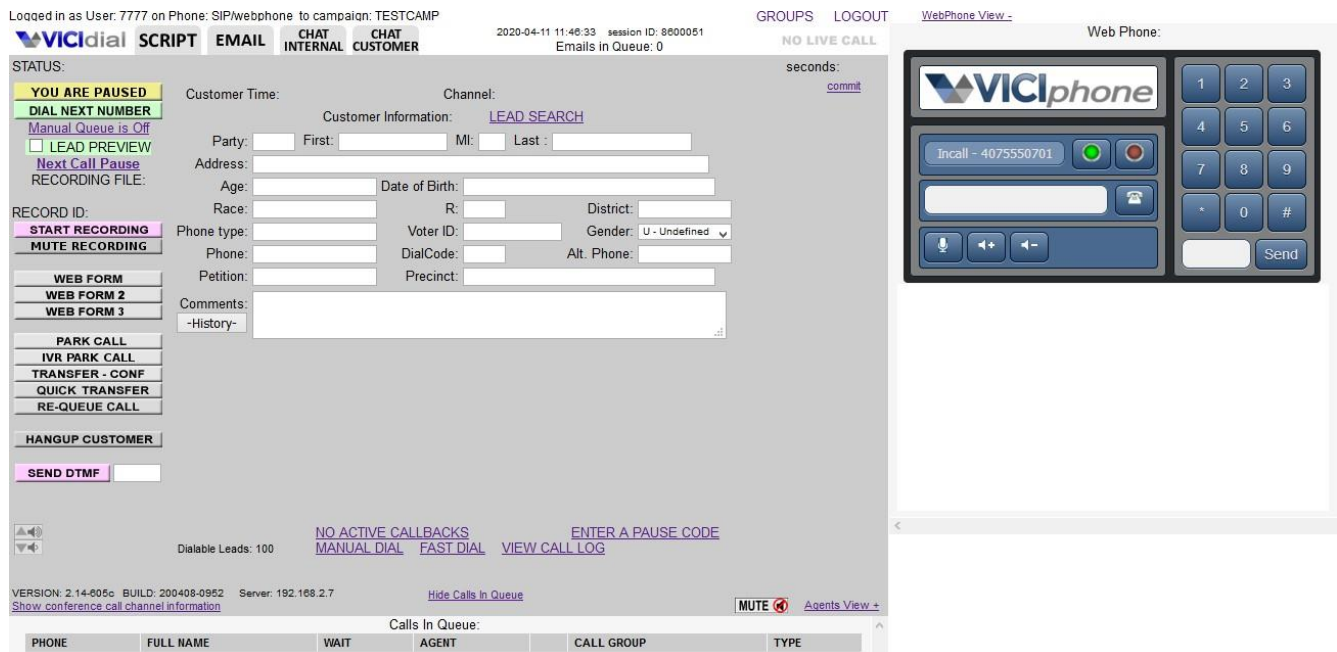 Logged in as User: 7777 on Phone: SIP/webphone to campaign: TESTCAMP
GROUPS LOGOUT
WebPhone View -
VICIdial SCRIPT EMAIL CHAT INTERNAL CHAT CUSTOMER
2020-04-11 11:46:33 session ID: 8600051
Emails in Queue: 0
NO LIVE CALL
STATUS:
seconds:
YOU ARE PAUSED
commit
DIAL NEXT NUMBER
Customer Time: Channel:
Manual Queue is Off
Customer Information: LEAD SEARCH
LEAD PREVIEW
Party: First: MI: Last :
Next Call Pause
Address:
RECORDING FILE:
Age: Date of Birth:
RECORD ID:
Race: R: District:
START RECORDING
Phone type: Voter ID: Gender: U - Undefined
MUTE RECORDING
Phone: DialCode: Alt. Phone:
WEB FORM
Petition: Precinct:
WEB FORM 2
Comments:
WEB FORM 3
-History-
PARK CALL
IVR PARK CALL
TRANSFER - CONF
QUICK TRANSFER
RE-QUEUE CALL
HANGUP CUSTOMER
SEND DTMF
NO ACTIVE CALLBACKS ENTER A PAUSE CODE
Dialable Leads: 100 MANUAL DIAL FAST DIAL VIEW CALL LOG
VERSION: 2.14-605c BUILD: 200408-0952 Server: 192.168.2.7 Hide Calls In Queue
Show conference call channel information
MUTE Agents View +
Calls In Queue:
PHONE FULL NAME WAIT AGENT CALL GROUP TYPE
Web Phone:
VICIphone
Incall - 4075550701
1 2 3
4 5 6
7 8 9
* 0 #
Send